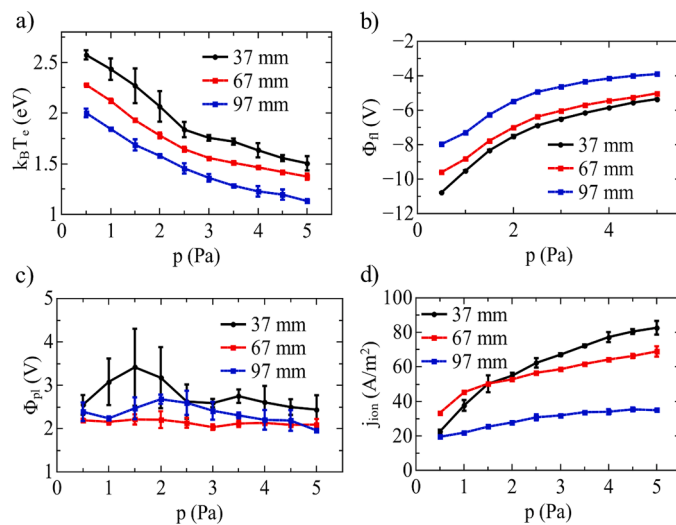 a)
3
2.5
2
1.5
1
k_BT_e (eV)
37 mm
67 mm
97 mm
0 1 2 3 4 5
p (Pa)
b)
0
−2
−4
−6
−8
−10
−12
Φ_fl (V)
37 mm
67 mm
97 mm
0 2 4
p (Pa)
c)
5
4
3
2
1
Φ_pl (V)
37 mm
67 mm
97 mm
0 1 2 3 4 5
p (Pa)
d)
100
80
60
40
20
0
j_ion (A/m²)
37 mm
67 mm
97 mm
0 1 2 3 4 5
p (Pa)